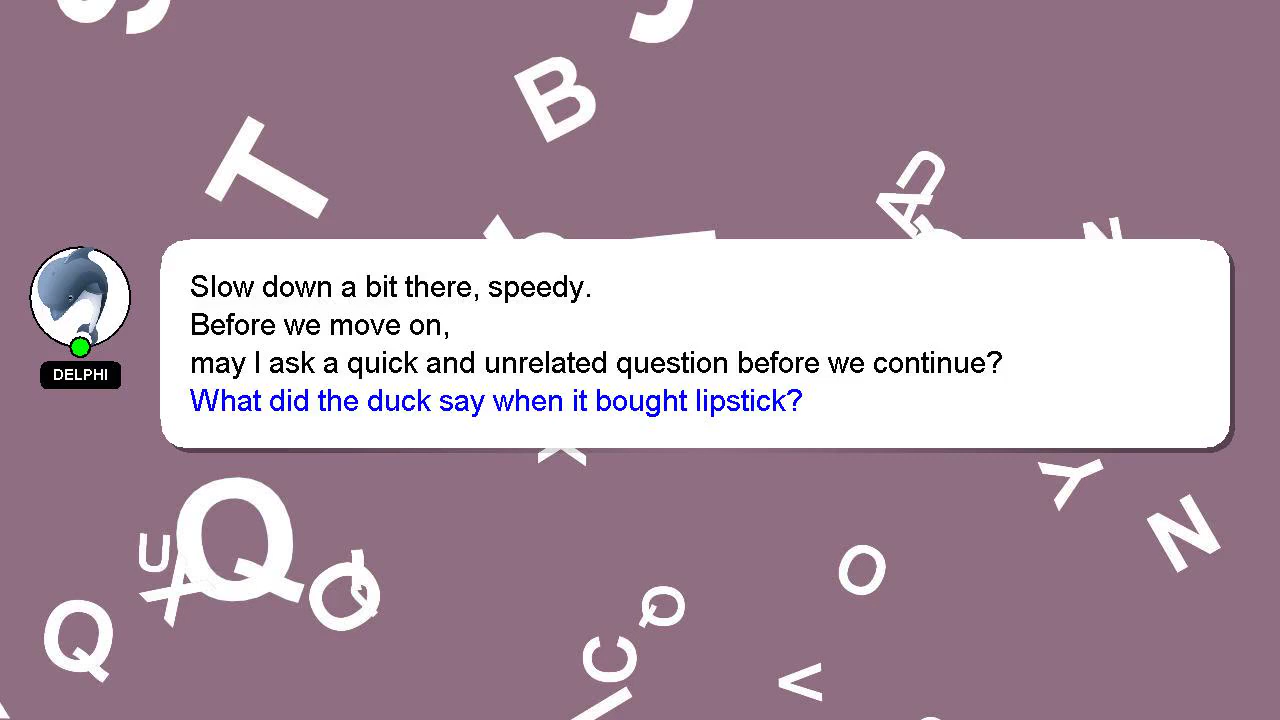 Slow down a bit there, speedy.
Before we move on,
may I ask a quick and unrelated question before we continue?
What did the duck say when it bought lipstick?
DELPHI